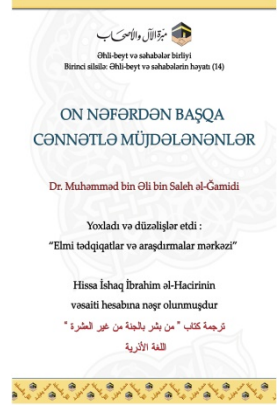 مبرة الآل والأصحاب
Əhli-beyt və səhabələr birliyi
Birinci silsilə: Əhli-beyt və səhabələrin həyatı (14)
ON NƏFƏRDƏN BAŞQA
CƏNNƏTLƏ MÜJDƏLƏNƏNLƏR
Dr. Muhəmməd bin Əli bin Saleh əl-Ğamidi
Yoxladı və düzəlişlər etdi :
“Elmi tədqiqatlar və araşdırmalar mərkəzi”
Hissa İshaq İbrahim əl-Hacirinin
vəsaiti hesabına nəşr olunmuşdur
ترجمة كتاب " من بشر بالجنة من غير العشرة "
اللغة الأذرية